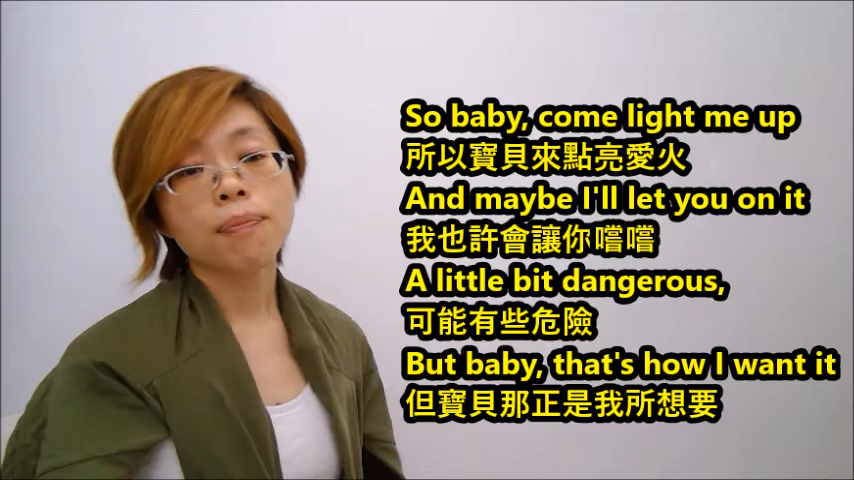 So baby, come light me up
所以寶貝來點亮愛火
And maybe I'll let you on it
我也許會讓你嚐嚐
A little bit dangerous,
可能有些危險
But baby, that's how I want it
但寶貝那正是我所想要